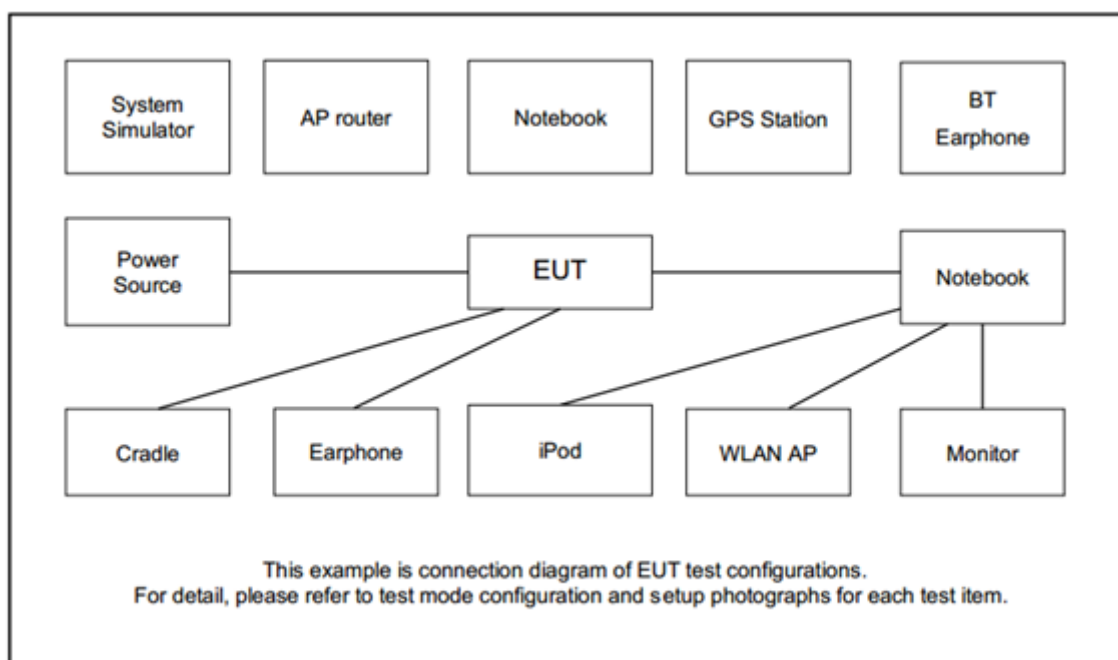 System
Simulator
AP router
Notebook
GPS Station
BT
Earphone
Power
Source
EUT
Notebook
Cradle
Earphone
iPod
WLAN AP
Monitor
This example is connection diagram of EUT test configurations.
For detail, please refer to test mode configuration and setup photographs for each test item.